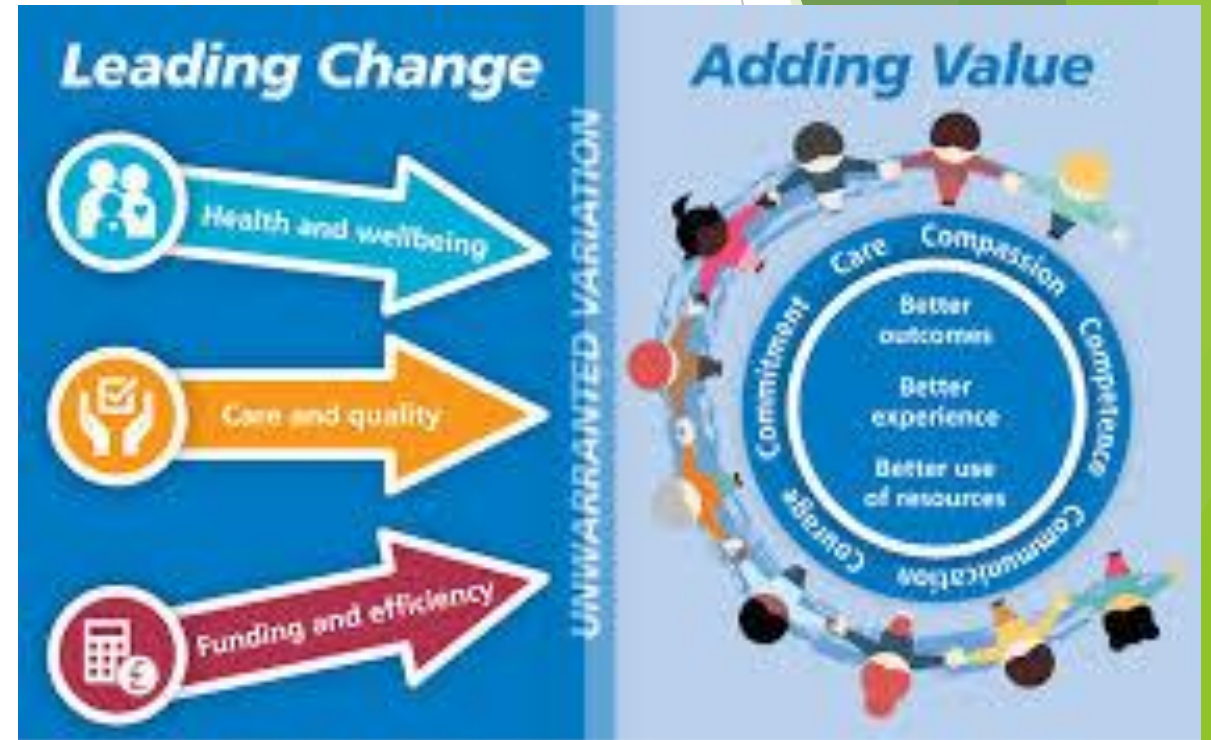 Leading Change
Adding Value
Health and wellbeing
Care and quality
Funding and efficiency
UNWARRANTED VARIATION
Care
Compassion
Competence
Communication
Courage
Commitment
Better
outcomes
Better
experience
Better use
of resources
£